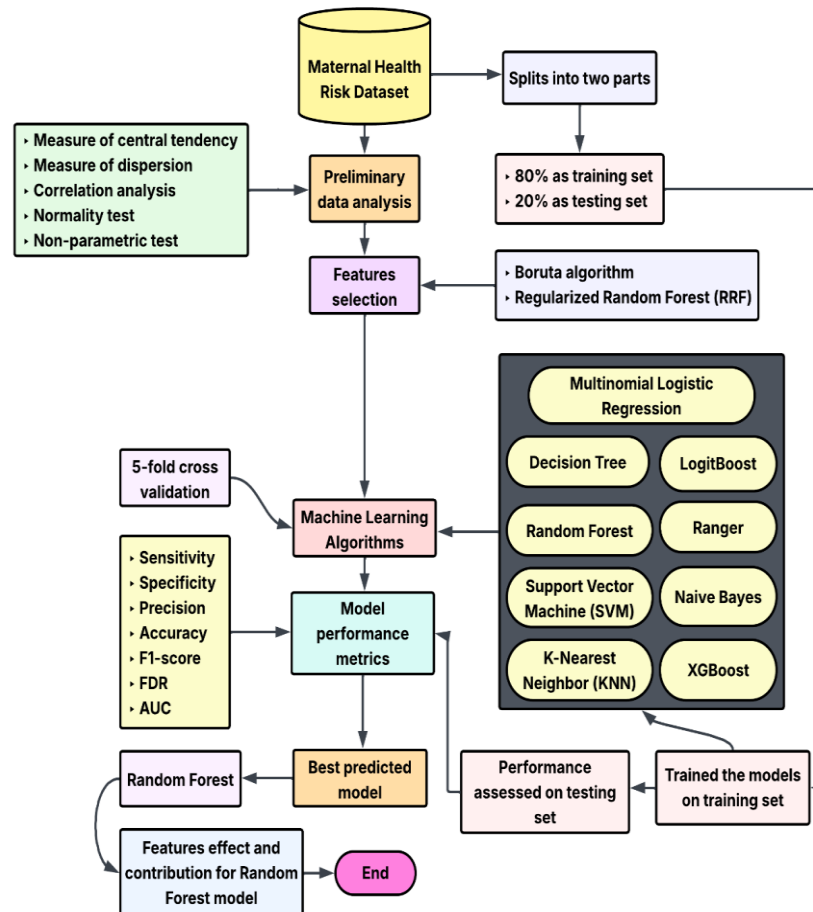 Maternal Health
Risk Dataset
Splits into two parts
‣ Measure of central tendency
‣ Measure of dispersion
‣ Correlation analysis
‣ Normality test
‣ Non-parametric test
Preliminary
data analysis
‣ 80% as training set
‣ 20% as testing set
Features
selection
‣ Boruta algorithm
‣ Regularized Random Forest (RRF)
Multinomial Logistic
Regression
Decision Tree
LogitBoost
Random Forest
Ranger
Support Vector
Machine (SVM)
Naive Bayes
K-Nearest
Neighbor (KNN)
XGBoost
5-fold cross
validation
Machine Learning
Algorithms
‣ Sensitivity
‣ Specificity
‣ Precision
‣ Accuracy
‣ F1-score
‣ FDR
‣ AUC
Model
performance
metrics
Random Forest
Best predicted
model
Performance
assessed on testing
set
Trained the models
on training set
Features effect and
contribution for Random
Forest model
End